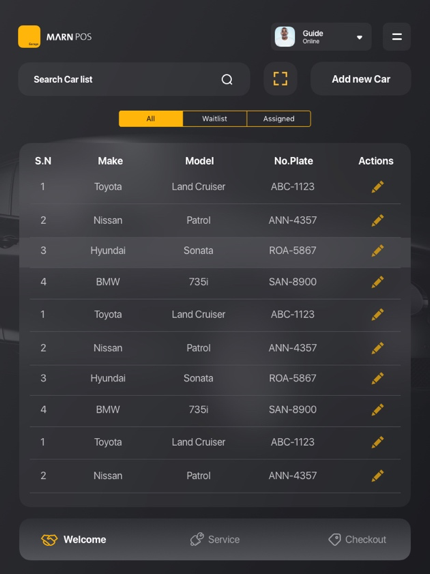 MARN POS
Guide
Online
Search Car list
Add new Car
All Waitlist Assigned
S.N Make Model No.Plate Actions
1 Toyota Land Cruiser ABC-1123
2 Nissan Patrol ANN-4357
3 Hyundai Sonata ROA-5867
4 BMW 735i SAN-8900
1 Toyota Land Cruiser ABC-1123
2 Nissan Patrol ANN-4357
3 Hyundai Sonata ROA-5867
4 BMW 735i SAN-8900
1 Toyota Land Cruiser ABC-1123
2 Nissan Patrol ANN-4357
Welcome Service Checkout